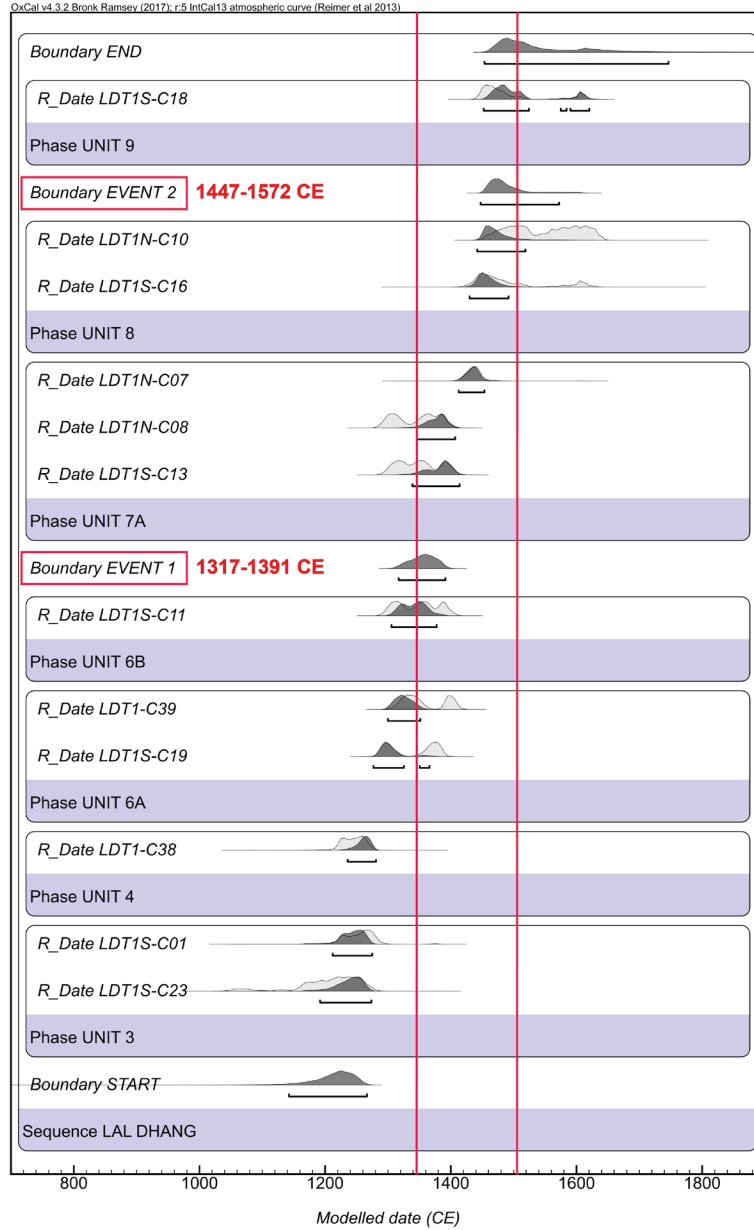 OxCal v4.3.2 Bronk Ramsey (2017); r:5 IntCal13 atmospheric curve (Reimer et al 2013)
Boundary END
R_Date LDT1S-C18
Phase UNIT 9
Boundary EVENT 2 1447-1572 CE
R_Date LDT1N-C10
R_Date LDT1S-C16
Phase UNIT 8
R_Date LDT1N-C07
R_Date LDT1N-C08
R_Date LDT1S-C13
Phase UNIT 7A
Boundary EVENT 1 1317-1391 CE
R_Date LDT1S-C11
Phase UNIT 6B
R_Date LDT1-C39
R_Date LDT1S-C19
Phase UNIT 6A
R_Date LDT1-C38
Phase UNIT 4
R_Date LDT1S-C01
R_Date LDT1S-C23
Phase UNIT 3
Boundary START
Sequence LAL DHANG
800 1000 1200 1400 1600 1800
Modelled date (CE)